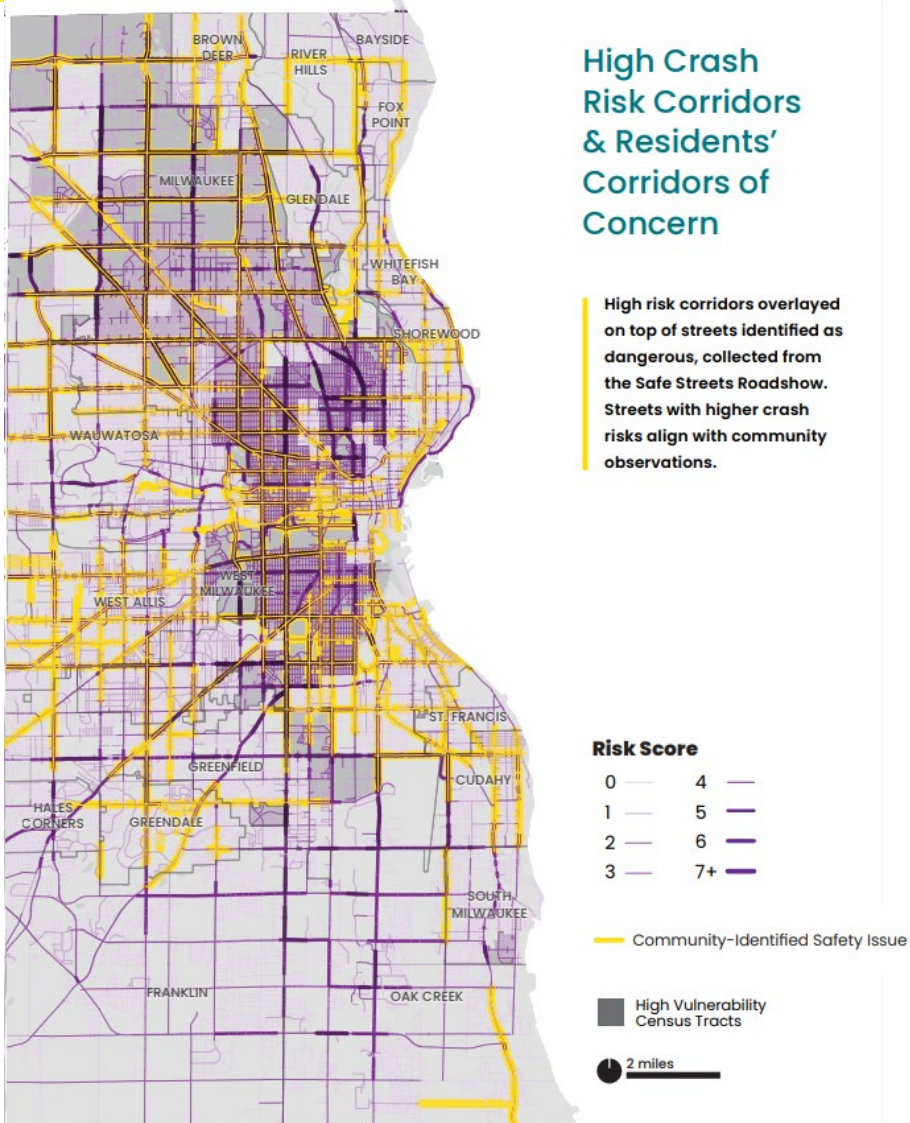 High Crash
Risk Corridors
& Residents’
Corridors of
Concern
High risk corridors overlayed
on top of streets identified as
dangerous, collected from
the Safe Streets Roadshow.
Streets with higher crash
risks align with community
observations.
BROWN
DEER
RIVER
HILLS
BAYSIDE
FOX
POINT
MILWAUKEE
GLENDALE
WHITEFISH
BAY
SHOREWOOD
WAUWATOSA
WEST
MILWAUKEE
WEST ALLIS
ST. FRANCIS
GREENFIELD
CUDAHY
HALES
CORNERS
GREENDALE
SOUTH
MILWAUKEE
FRANKLIN
OAK CREEK
Risk Score
0
1
2
3
4
5
6
7+
Community-Identified Safety Issue
High Vulnerability
Census Tracts
2 miles